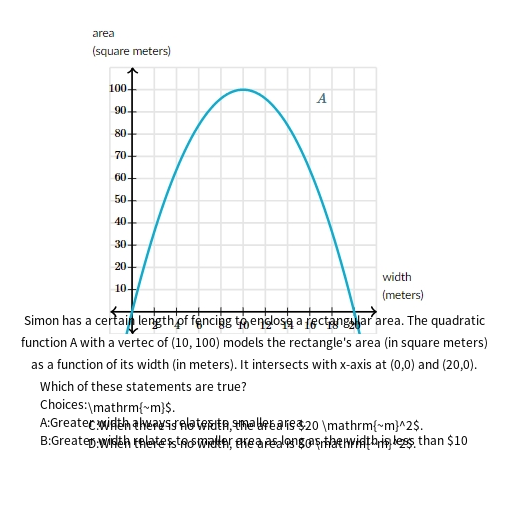 area
(square meters)
A
100
90
80
70
60
50
40
30
20
10
2 4 6 8 10 12 14 16 18 20
width
(meters)
Simon has a certain length of fencing to enclose a rectangular area. The quadratic
function A with a vertec of (10, 100) models the rectangle's area (in square meters)
as a function of its width (in meters). It intersects with x-axis at (0,0) and (20,0).
Which of these statements are true?
Choices:
\mathrm{~m}$.
A:Greater width always relates to smaller area.
C:When there is no width, the area is $20 \mathrm{~m}^2$.
B:Greater width relates to smaller area as long as the width is less than $10
D:When there is no width, the area is $0 \mathrm{~m}^2$.